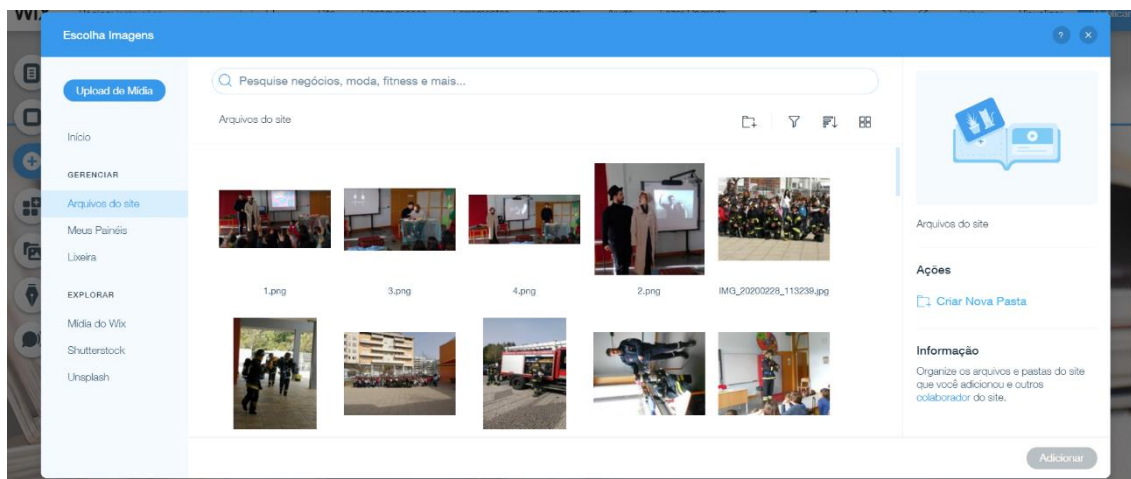 WIX
Escolha Imagens
?
Upload de Mídia
Início
GERENCIAR
Arquivos do site
Meus Painéis
Lixeira
EXPLORAR
Mídia do Wix
Shutterstock
Unsplash
Pesquise negócios, moda, fitness e mais...
Arquivos do site
1.png
3.png
4.png
2.png
IMG_20200228_113239.jpg
Arquivos do site
Ações
Criar Nova Pasta
Informação
Organize os arquivos e pastas do site
que você adicionou e outros
colaborador do site.
Adicionar